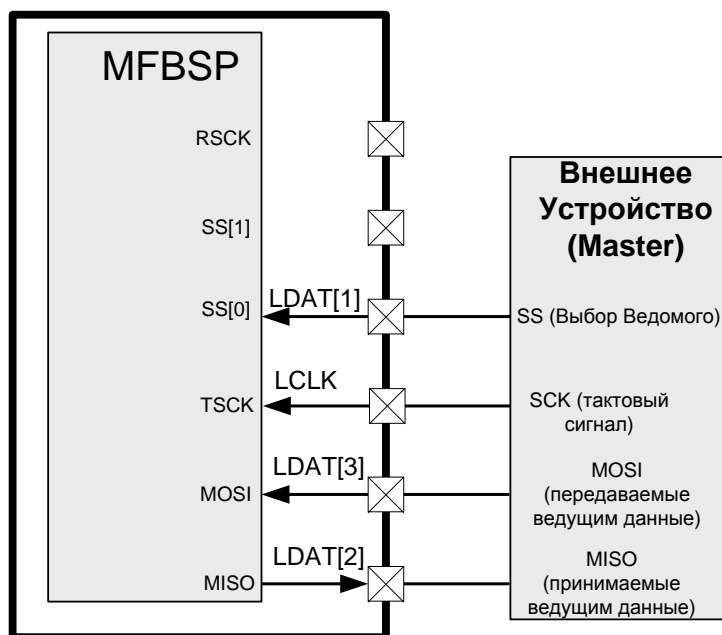 MFBSP
RSCK
SS[1]
SS[0]
LDAT[1]
TSCK
LCLK
MOSI
LDAT[3]
MISO
LDAT[2]
Внешнее
Устройство
(Master)
SS (Выбор Ведомого)
SCK (тактовый
сигнал)
MOSI
(передаваемые
ведущим данные)
MISO
(принимаемые
ведущим данные)